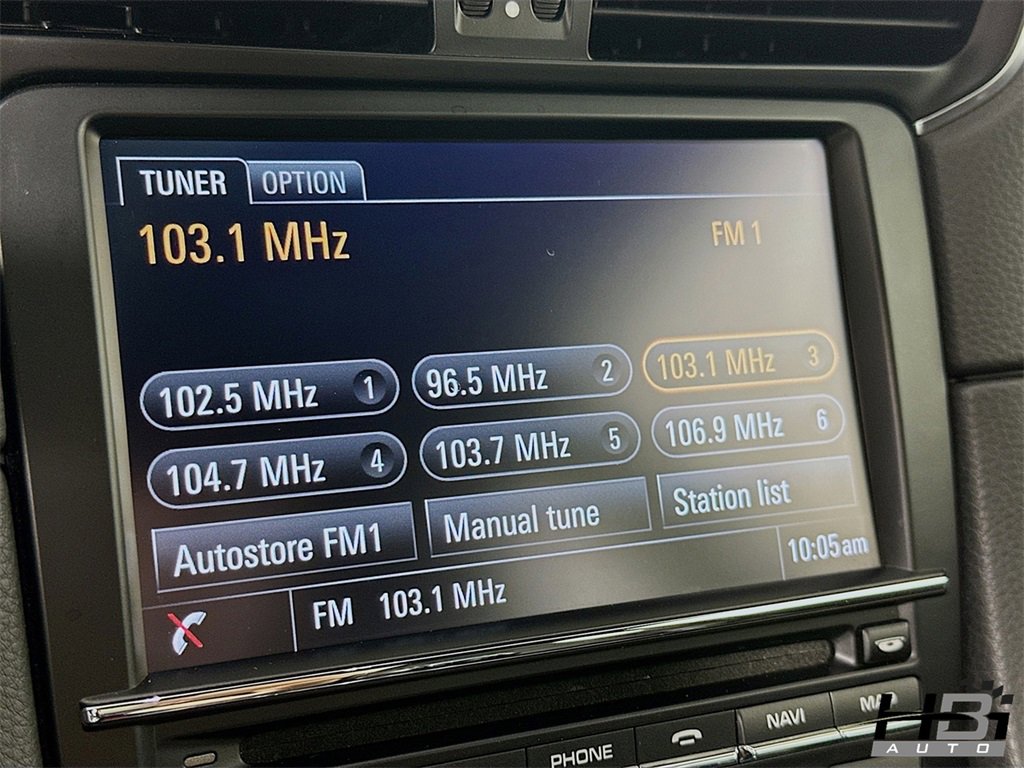 TUNER OPTION
103.1 MHz FM 1
102.5 MHz 1 96.5 MHz 2 103.1 MHz 3
104.7 MHz 4 103.7 MHz 5 106.9 MHz 6
Autostore FM1 Manual tune Station list
FM 103.1 MHz 10:05am
PHONE NAVI
HBi
AUTO